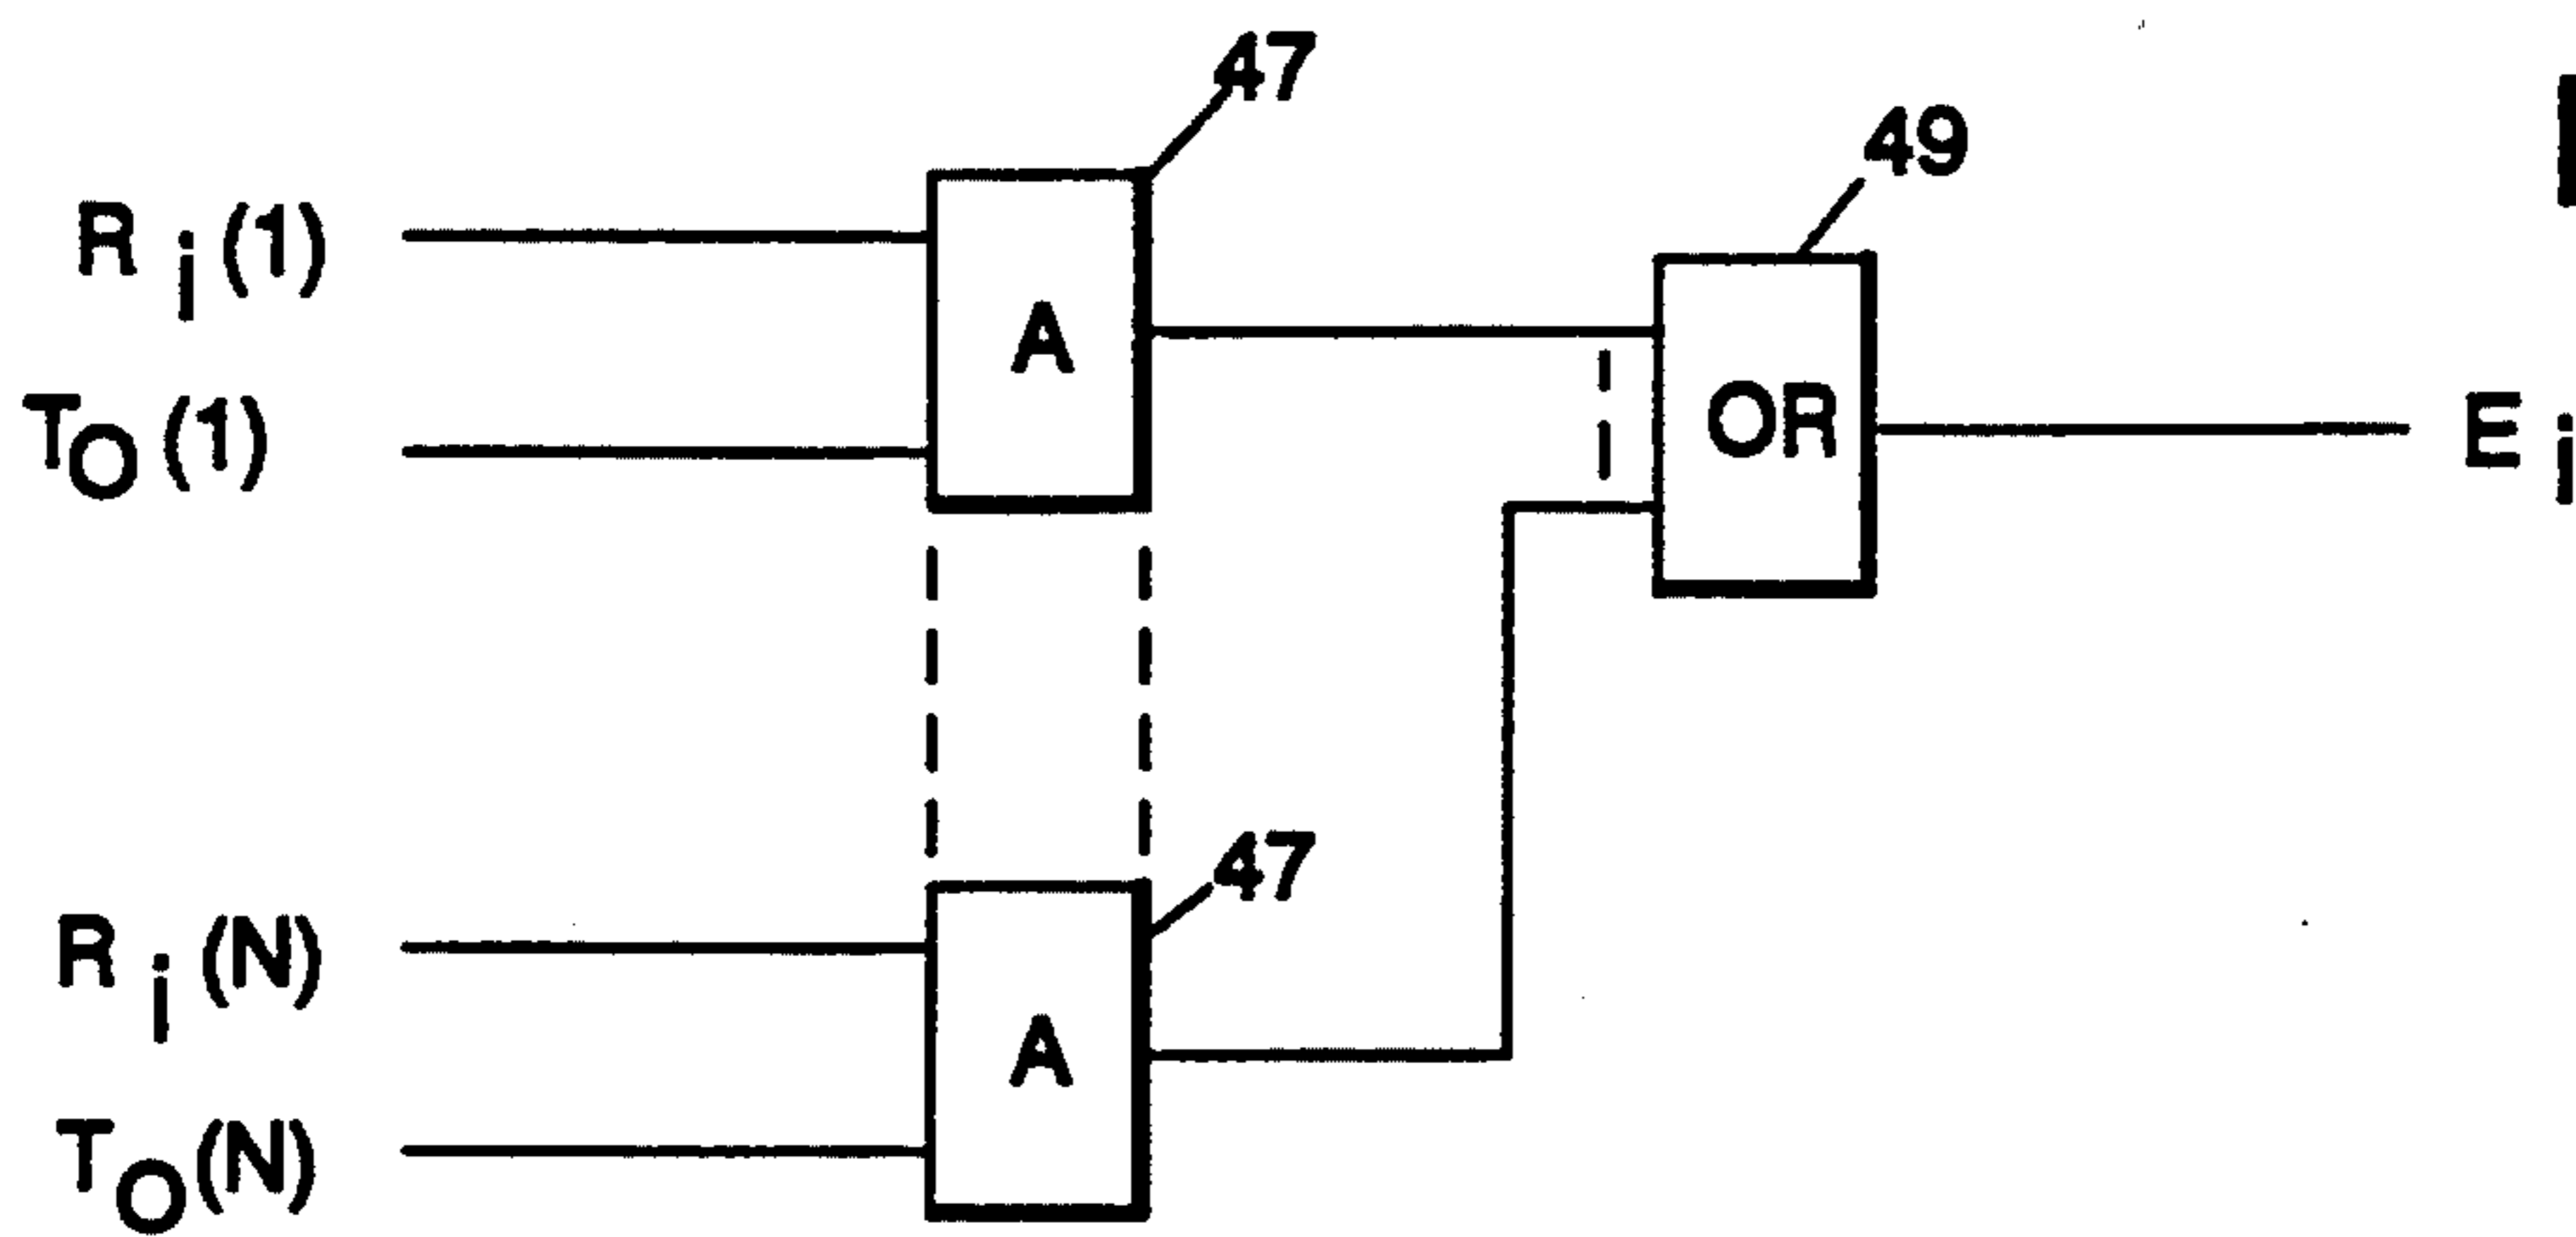 47
49
R i (1)
A
T O (1)
OR
E i
47
R i (N)
A
T O (N)